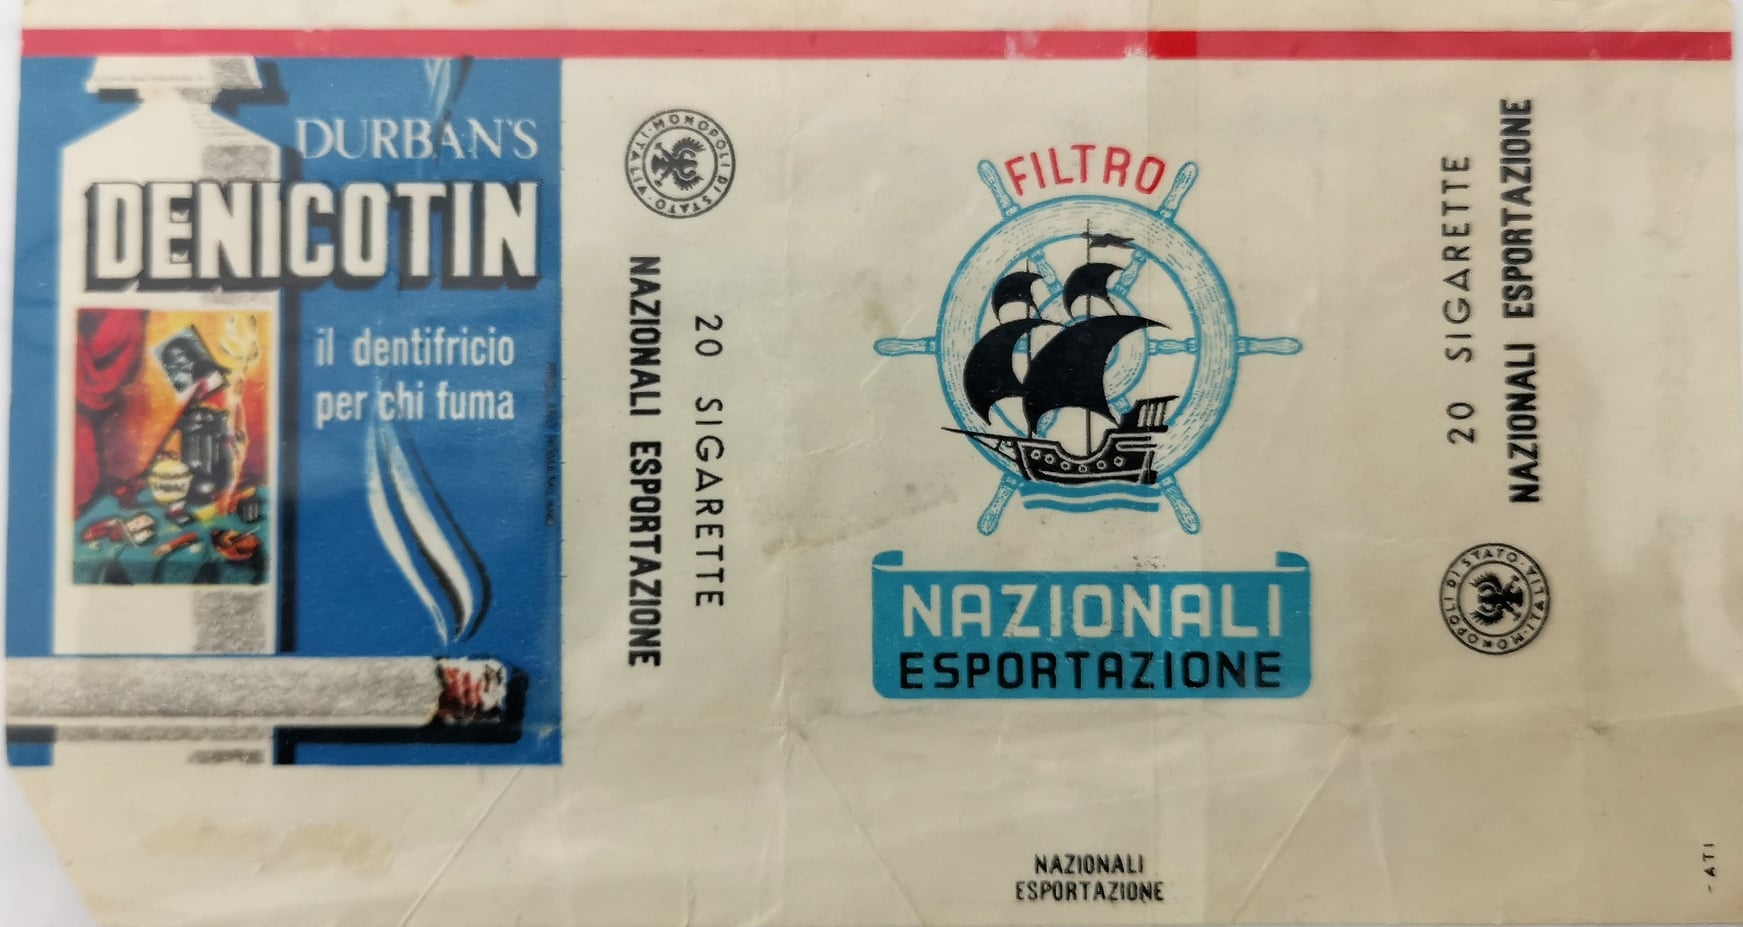 DURBAN'S
DENICOTIN
il dentifricio
per chi fuma
MONOPOLI DI STATO · ITALIA ·
NAZIONALI ESPORTAZIONE
20 SIGARETTE
FILTRO
NAZIONALI
ESPORTAZIONE
NAZIONALI
ESPORTAZIONE
20 SIGARETTE
NAZIONALI ESPORTAZIONE
MONOPOLI DI STATO · ITALIA ·
- ATI